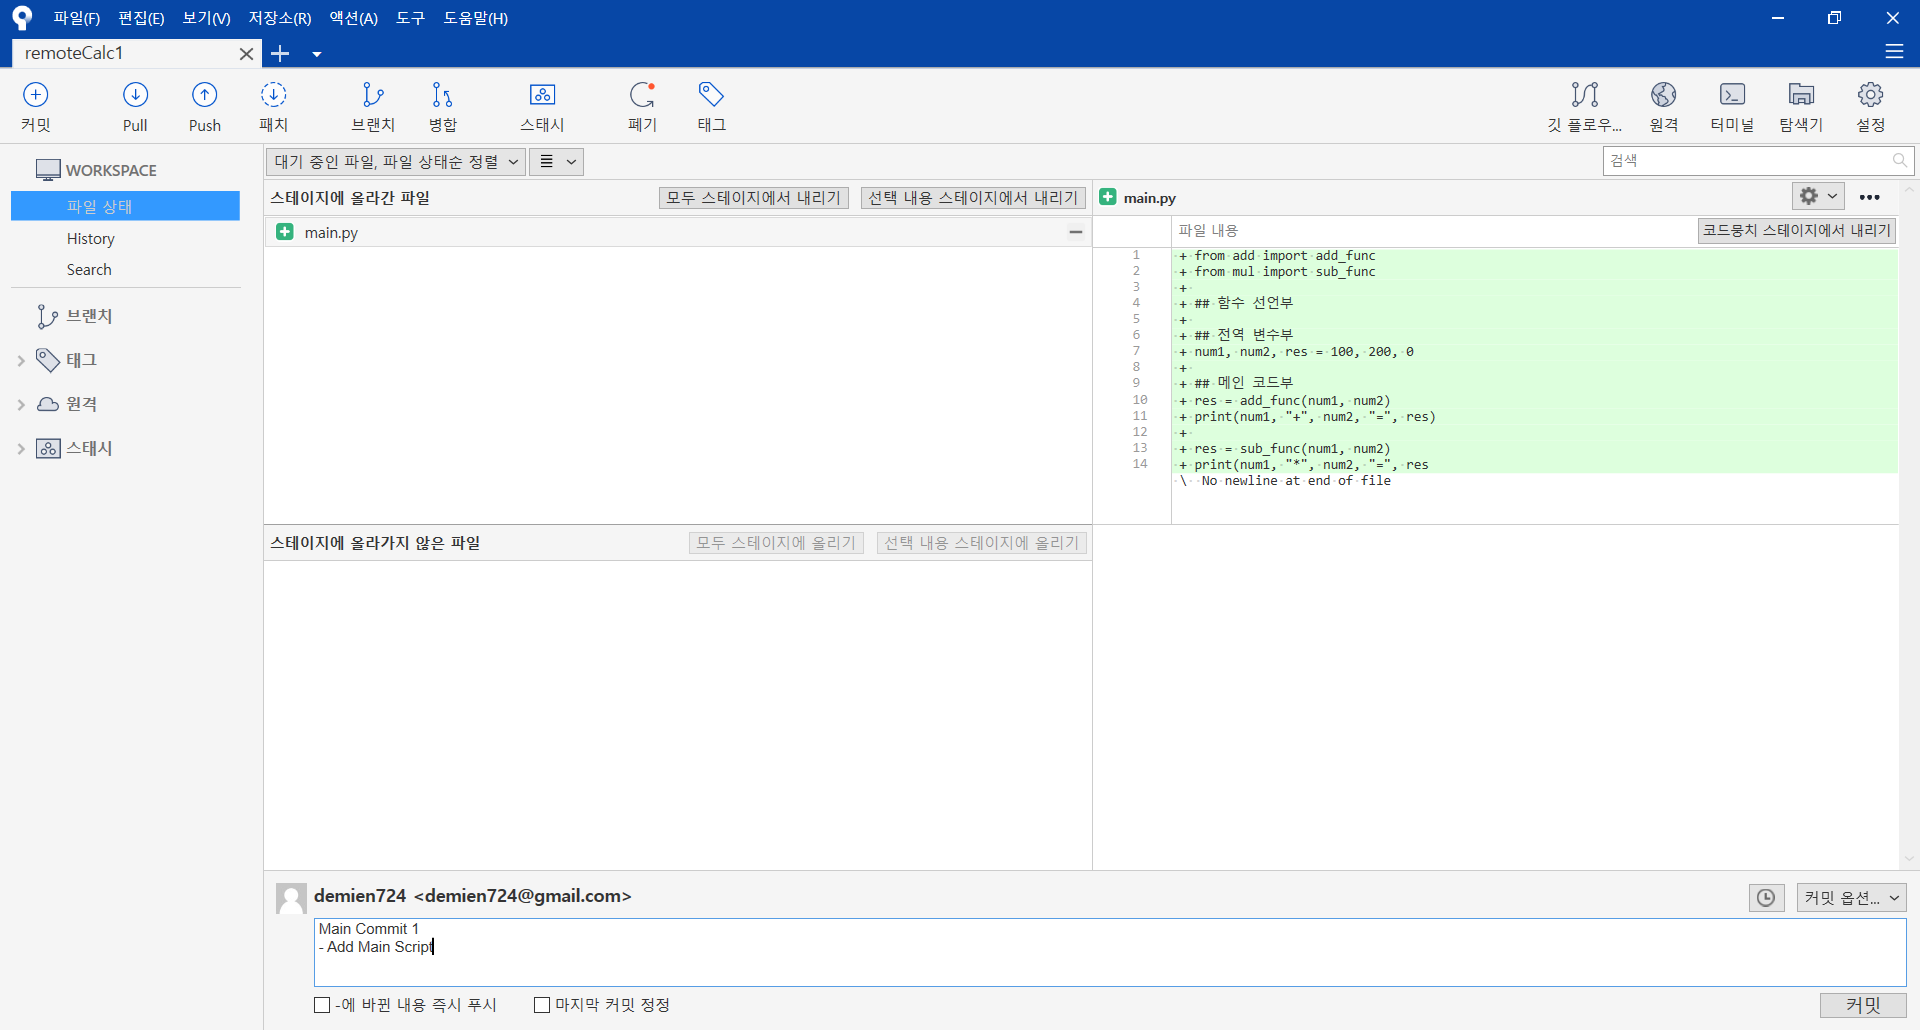 파일(F) 편집(E) 보기(V) 저장소(R) 액션(A) 도구 도움말(H)
remoteCalc1
커밋 Pull Push 패치 브랜치 병합 스태시 폐기 태그 깃 플로우... 원격 터미널 탐색기 설정
WORKSPACE
파일 상태
History
Search
브랜치
태그
원격
스태시
대기 중인 파일, 파일 상태순 정렬
검색
스테이지에 올라간 파일 모두 스테이지에서 내리기 선택 내용 스테이지에서 내리기
main.py
스테이지에 올라가지 않은 파일 모두 스테이지에 올리기 선택 내용 스테이지에 올리기
main.py
파일 내용 코드뭉치 스테이지에서 내리기
1 + from add import add_func
2 + from mul import sub_func
3 +
4 + ## 함수 선언부
5 +
6 + ## 전역 변수부
7 + num1, num2, res = 100, 200, 0
8 +
9 + ## 메인 코드부
10 + res = add_func(num1, num2)
11 + print(num1, "+", num2, "=", res)
12 +
13 + res = sub_func(num1, num2)
14 + print(num1, "*", num2, "=", res
\ No newline at end of file
demien724 <demien724@gmail.com>
커밋 옵션...
Main Commit 1
- Add Main Script
-에 바뀐 내용 즉시 푸시 마지막 커밋 정정
커밋